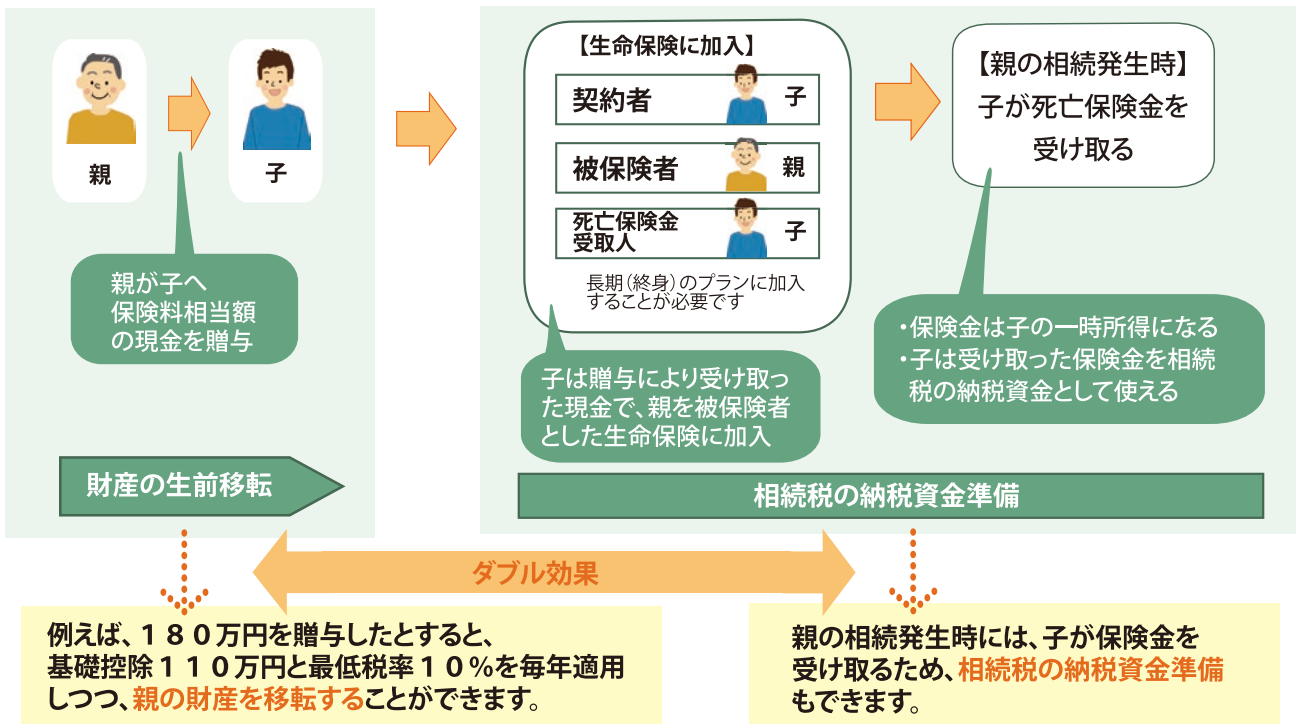 親
子
親が子へ
保険料相当額
の現金を贈与
財産の生前移転
【生命保険に加入】
契約者 子
被保険者 親
死亡保険金
受取人 子
長期(終身)のプランに加入
することが必要です
子は贈与により受け取っ
た現金で、親を被保険者
とした生命保険に加入
【親の相続発生時】
子が死亡保険金を
受け取る
・保険金は子の一時所得になる
・子は受け取った保険金を相続
税の納税資金として使える
相続税の納税資金準備
ダブル効果
例えば、180万円を贈与したとすると、
基礎控除110万円と最低税率10%を毎年適用
しつつ、親の財産を移転することができます。
親の相続発生時には、子が保険金を
受け取るため、相続税の納税資金準備
もできます。